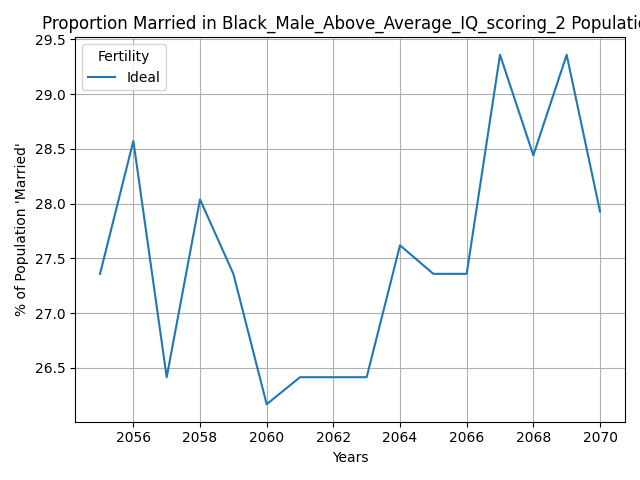 Proportion Married in Black_Male_Above_Average_IQ_scoring_2 Populati
29.5
29.0
28.5
28.0
27.5
27.0
26.5
% of Population 'Married'
Fertility
Ideal
2056 2058 2060 2062 2064 2066 2068 2070
Years